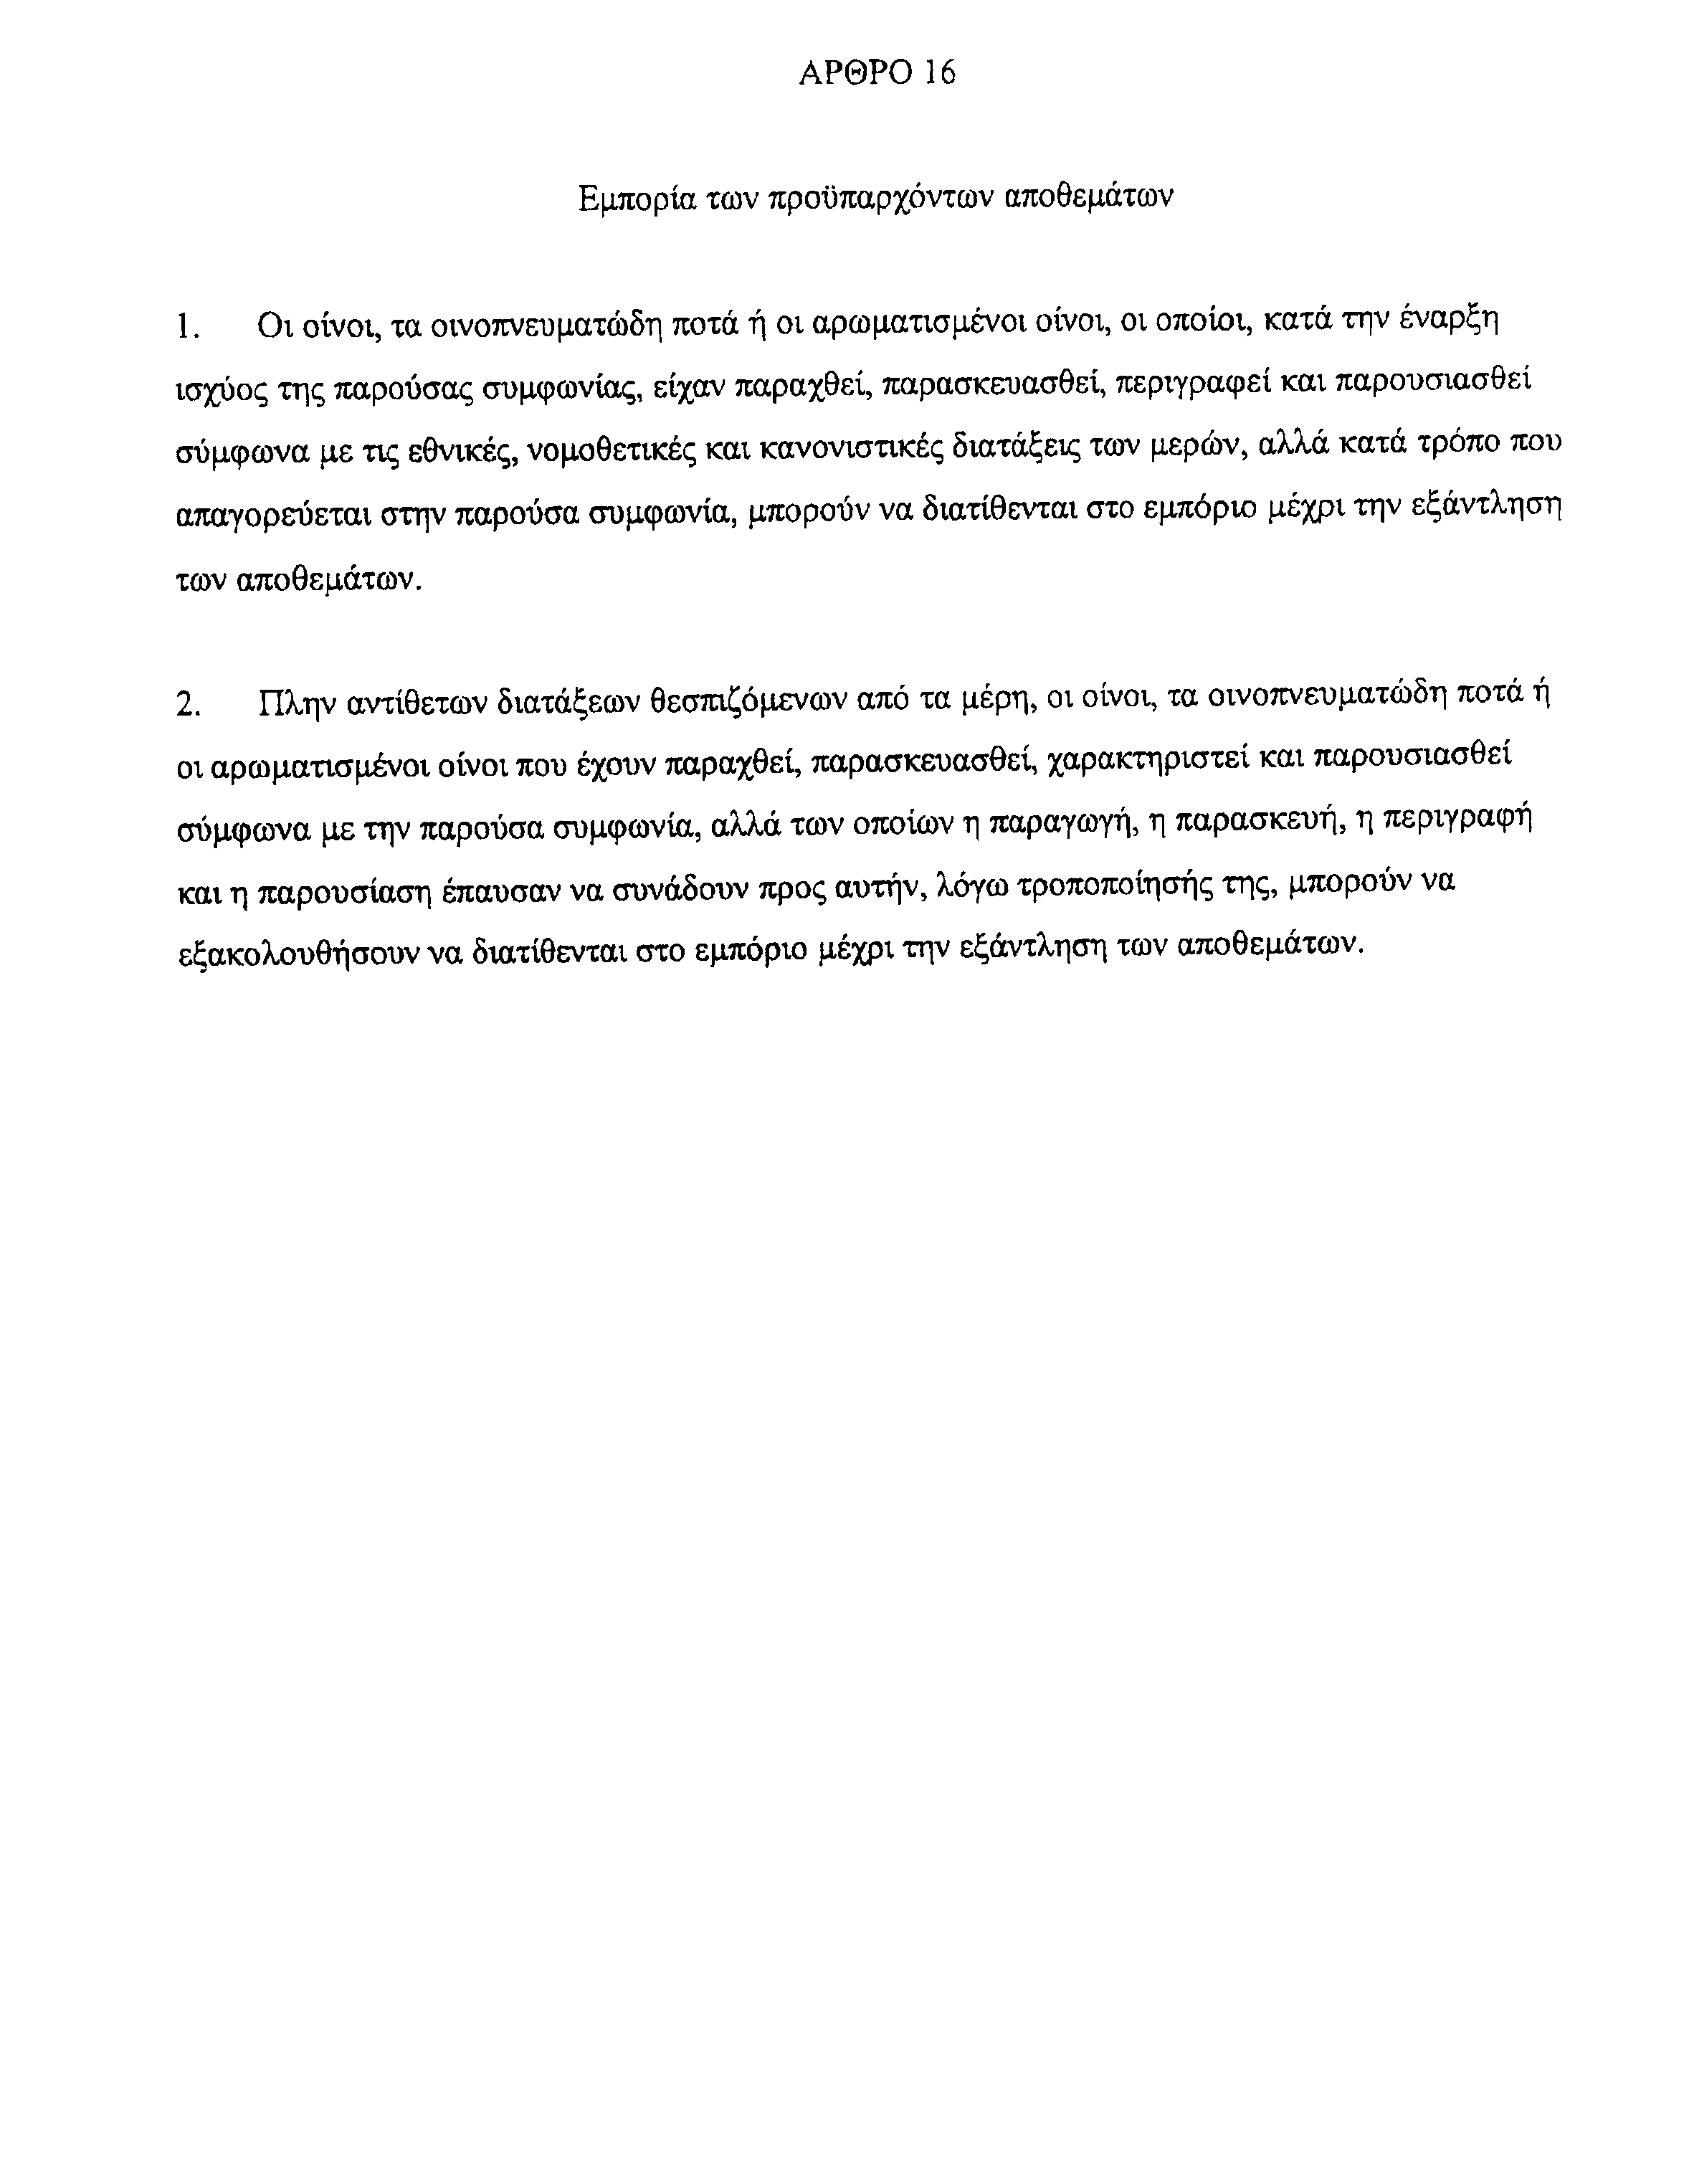 ΑΡΘΡΟ 16
Εμπορία των προϋπαρχόντων αποθεμάτων
1. Οι οίνοι, τα οινοπνευματώδη ποτά ή οι αρωματισμένοι οίνοι, οι οποίοι, κατά την έναρξη
ισχύος της παρούσας συμφωνίας, είχαν παραχθεί, παρασκευασθεί, περιγραφεί και παρουσιασθεί
σύμφωνα με τις εθνικές, νομοθετικές και κανονιστικές διατάξεις των μερών, αλλά κατά τρόπο που
απαγορεύεται στην παρούσα συμφωνία, μπορούν να διατίθενται στο εμπόριο μέχρι την εξάντληση
των αποθεμάτων.
2. Πλην αντίθετων διατάξεων θεσπιζόμενων από τα μέρη, οι οίνοι, τα οινοπνευματώδη ποτά ή
οι αρωματισμένοι οίνοι που έχουν παραχθεί, παρασκευασθεί, χαρακτηριστεί και παρουσιασθεί
σύμφωνα με την παρούσα συμφωνία, αλλά των οποίων η παραγωγή, η παρασκευή, η περιγραφή
και η παρουσίαση έπαυσαν να συνάδουν προς αυτήν, λόγω τροποποίησής της, μπορούν να
εξακολουθήσουν να διατίθενται στο εμπόριο μέχρι την εξάντληση των αποθεμάτων.